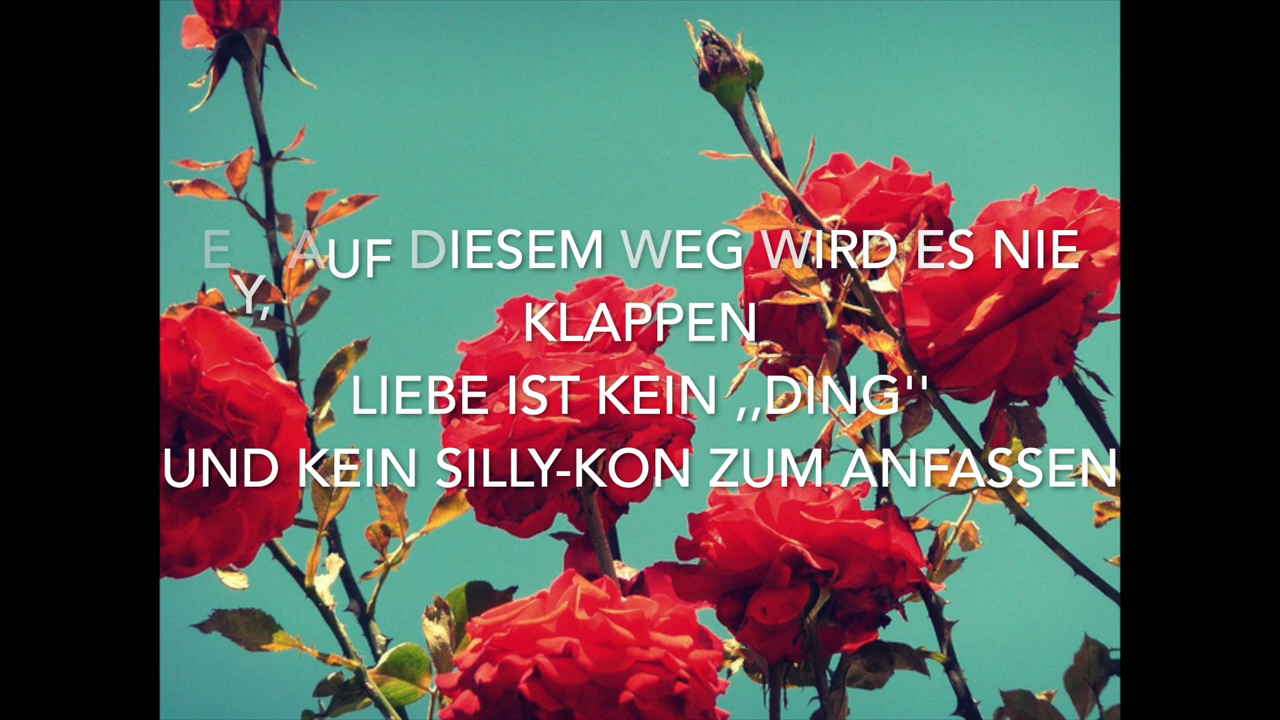 EY, AUF DIESEM WEG WIRD ES NIE
KLAPPEN
LIEBE IST KEIN ,,DING''
UND KEIN SILLY-KON ZUM ANFASSEN